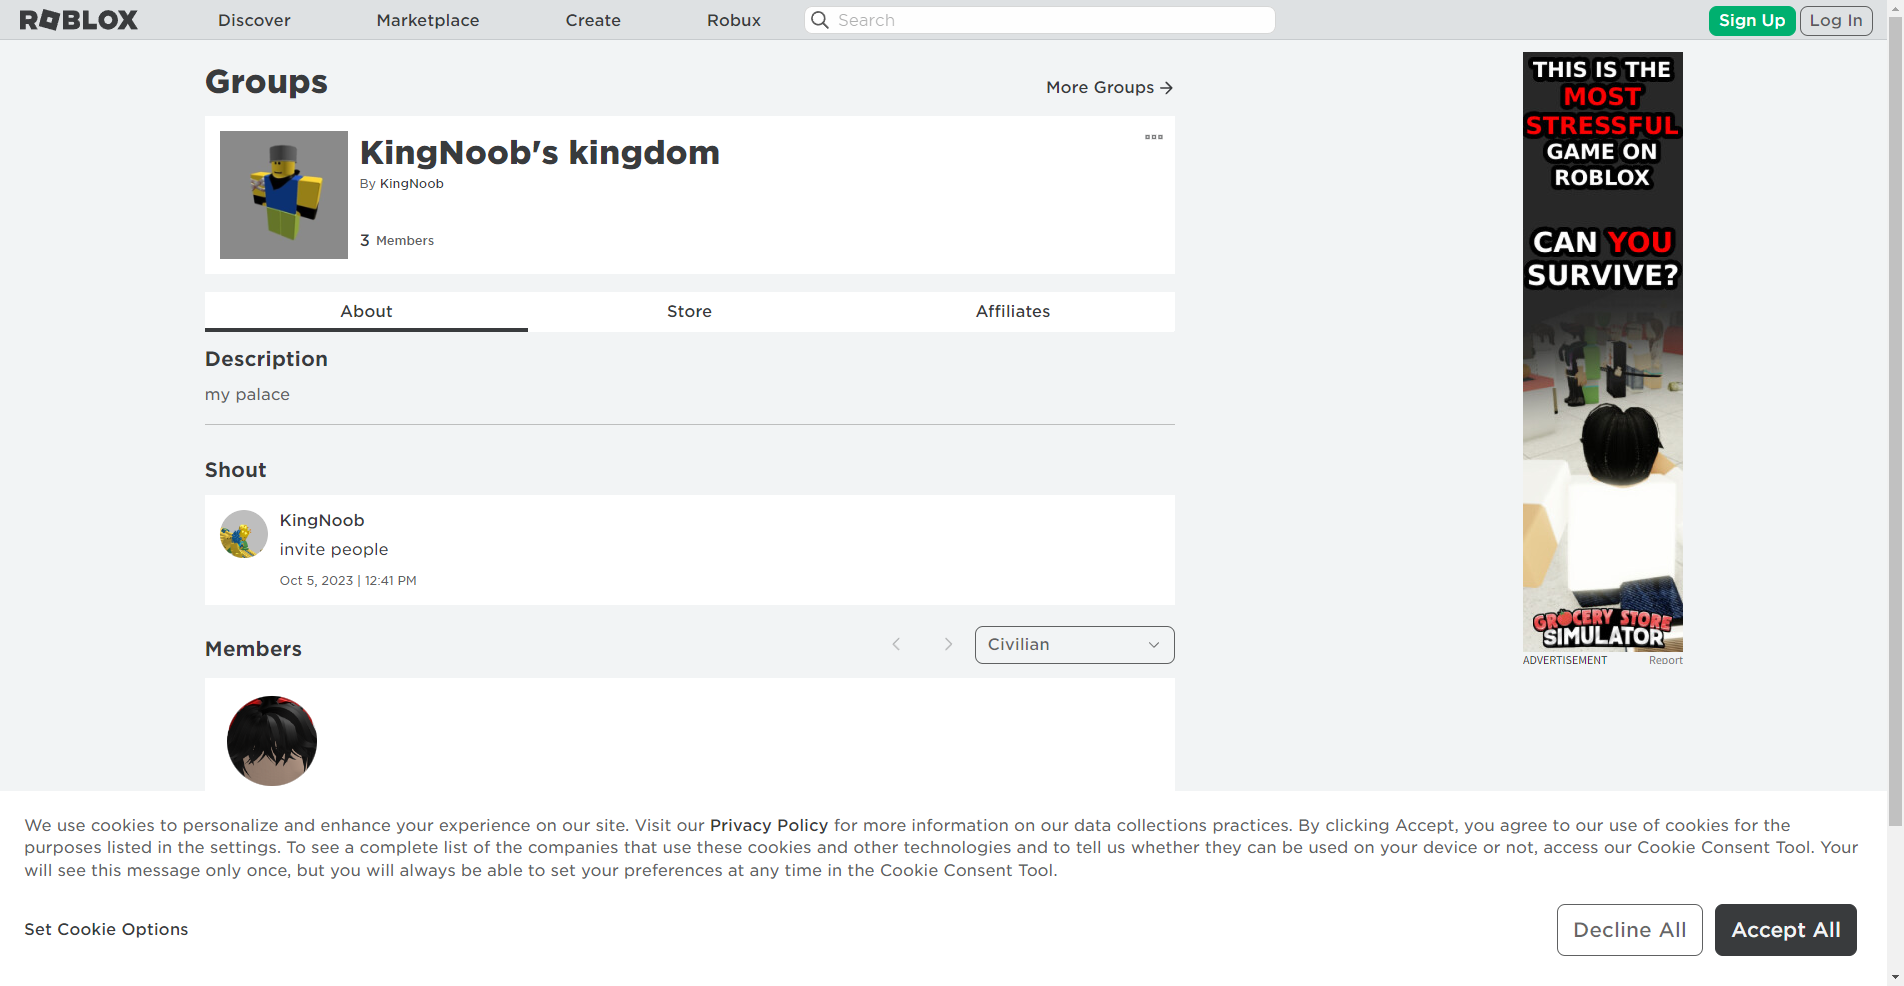 ROBLOX
Discover
Marketplace
Create
Robux
Search
Sign Up
Log In
Groups
More Groups →
KingNoob's kingdom
By KingNoob
3 Members
About
Store
Affiliates
Description
my palace
Shout
KingNoob
invite people
Oct 5, 2023 | 12:41 PM
Members
Civilian
THIS IS THE
MOST
STRESSFUL
GAME ON
ROBLOX
CAN YOU
SURVIVE?
GROCERY STORE
SIMULATOR
ADVERTISEMENT
Report
We use cookies to personalize and enhance your experience on our site. Visit our Privacy Policy for more information on our data collections practices. By clicking Accept, you agree to our use of cookies for the
purposes listed in the settings. To see a complete list of the companies that use these cookies and other technologies and to tell us whether they can be used on your device or not, access our Cookie Consent Tool. Your
will see this message only once, but you will always be able to set your preferences at any time in the Cookie Consent Tool.
Set Cookie Options
Decline All
Accept All